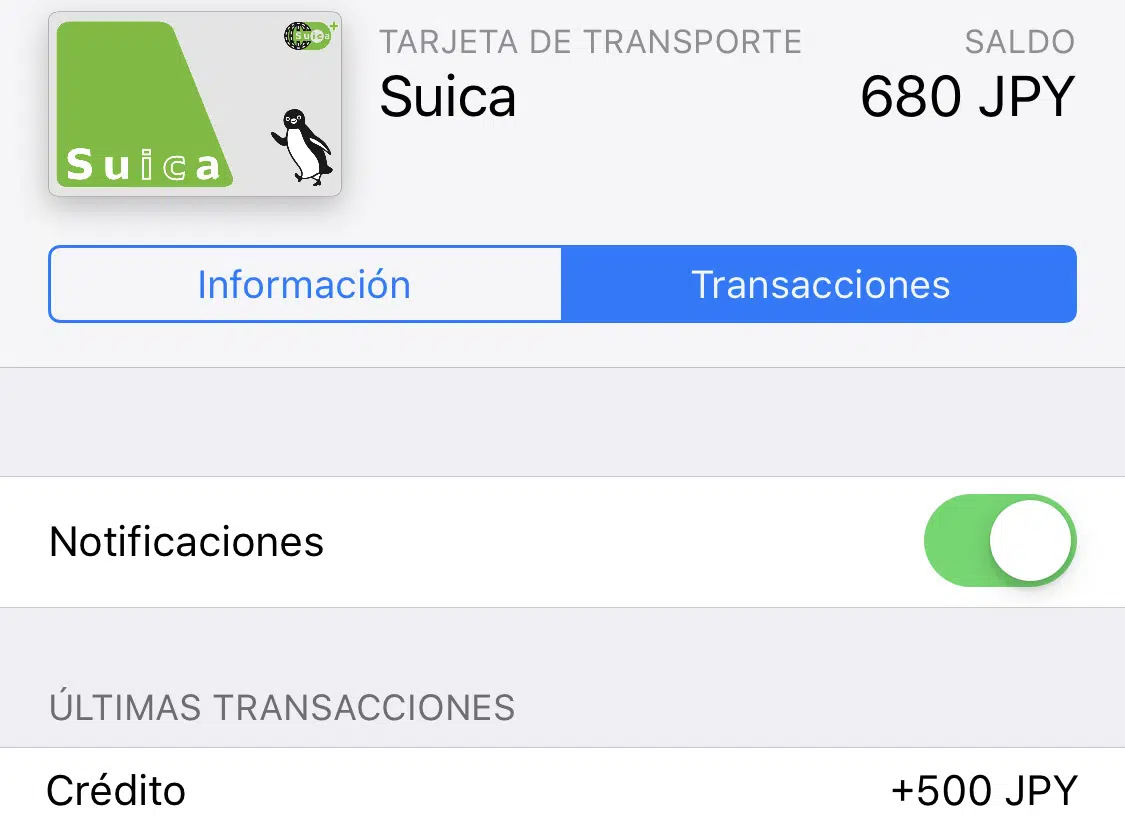 TARJETA DE TRANSPORTE
SALDO
Suica
680 JPY
Suica
Suica
Información
Transacciones
Notificaciones
ÚLTIMAS TRANSACCIONES
Crédito
+500 JPY